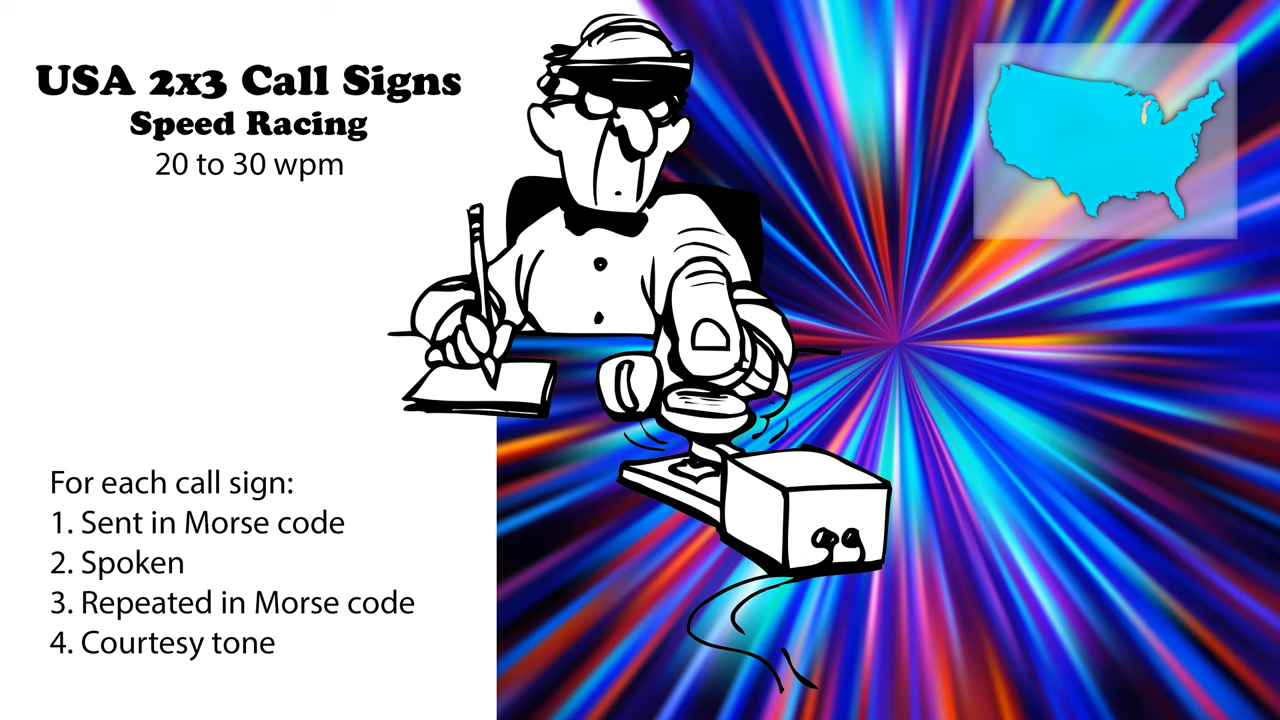 USA 2x3 Call Signs
Speed Racing
20 to 30 wpm
For each call sign:
1. Sent in Morse code
2. Spoken
3. Repeated in Morse code
4. Courtesy tone